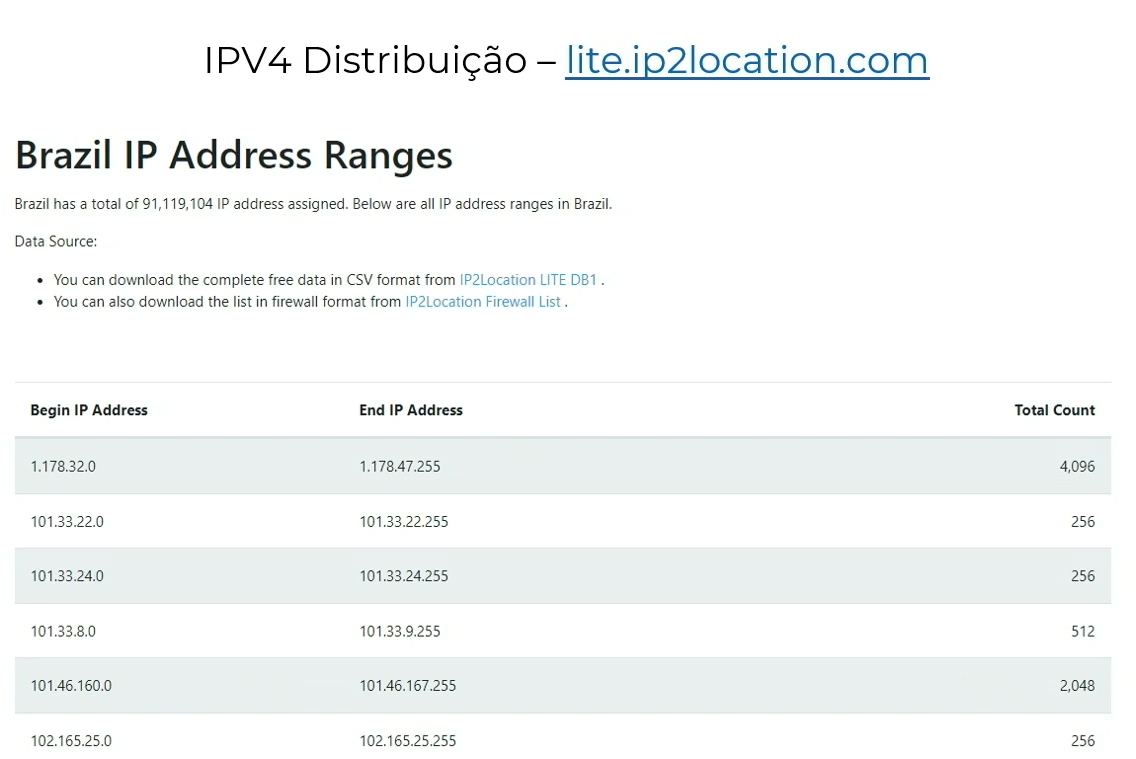 IPV4 Distribuição – lite.ip2location.com
Brazil IP Address Ranges
Brazil has a total of 91,119,104 IP address assigned. Below are all IP address ranges in Brazil.
Data Source:
• You can download the complete free data in CSV format from IP2Location LITE DB1 .
• You can also download the list in firewall format from IP2Location Firewall List .
Begin IP Address End IP Address Total Count
1.178.32.0 1.178.47.255 4,096
101.33.22.0 101.33.22.255 256
101.33.24.0 101.33.24.255 256
101.33.8.0 101.33.9.255 512
101.46.160.0 101.46.167.255 2,048
102.165.25.0 102.165.25.255 256